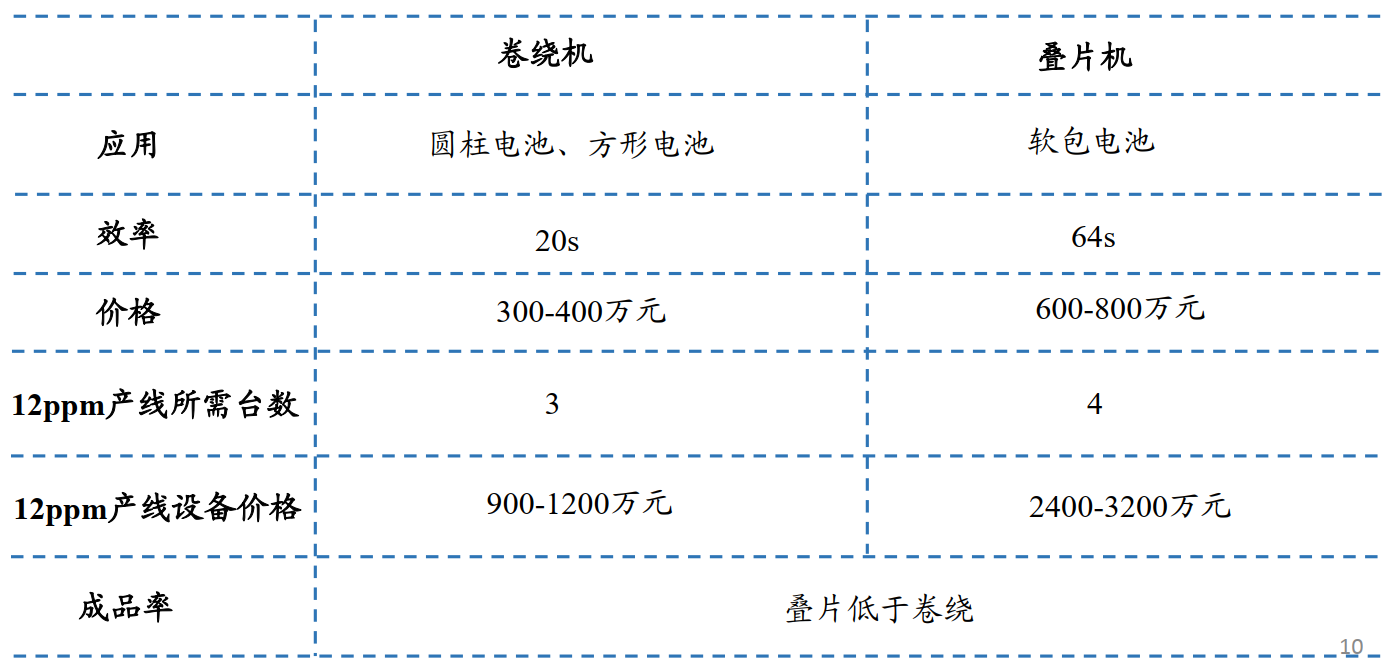 卷绕机 叠片机
应用 圆柱电池、方形电池 软包电池
效率 20s 64s
价格 300-400万元 600-800万元
12ppm产线所需台数 3 4
12ppm产线设备价格 900-1200万元 2400-3200万元
成品率 叠片低于卷绕
10